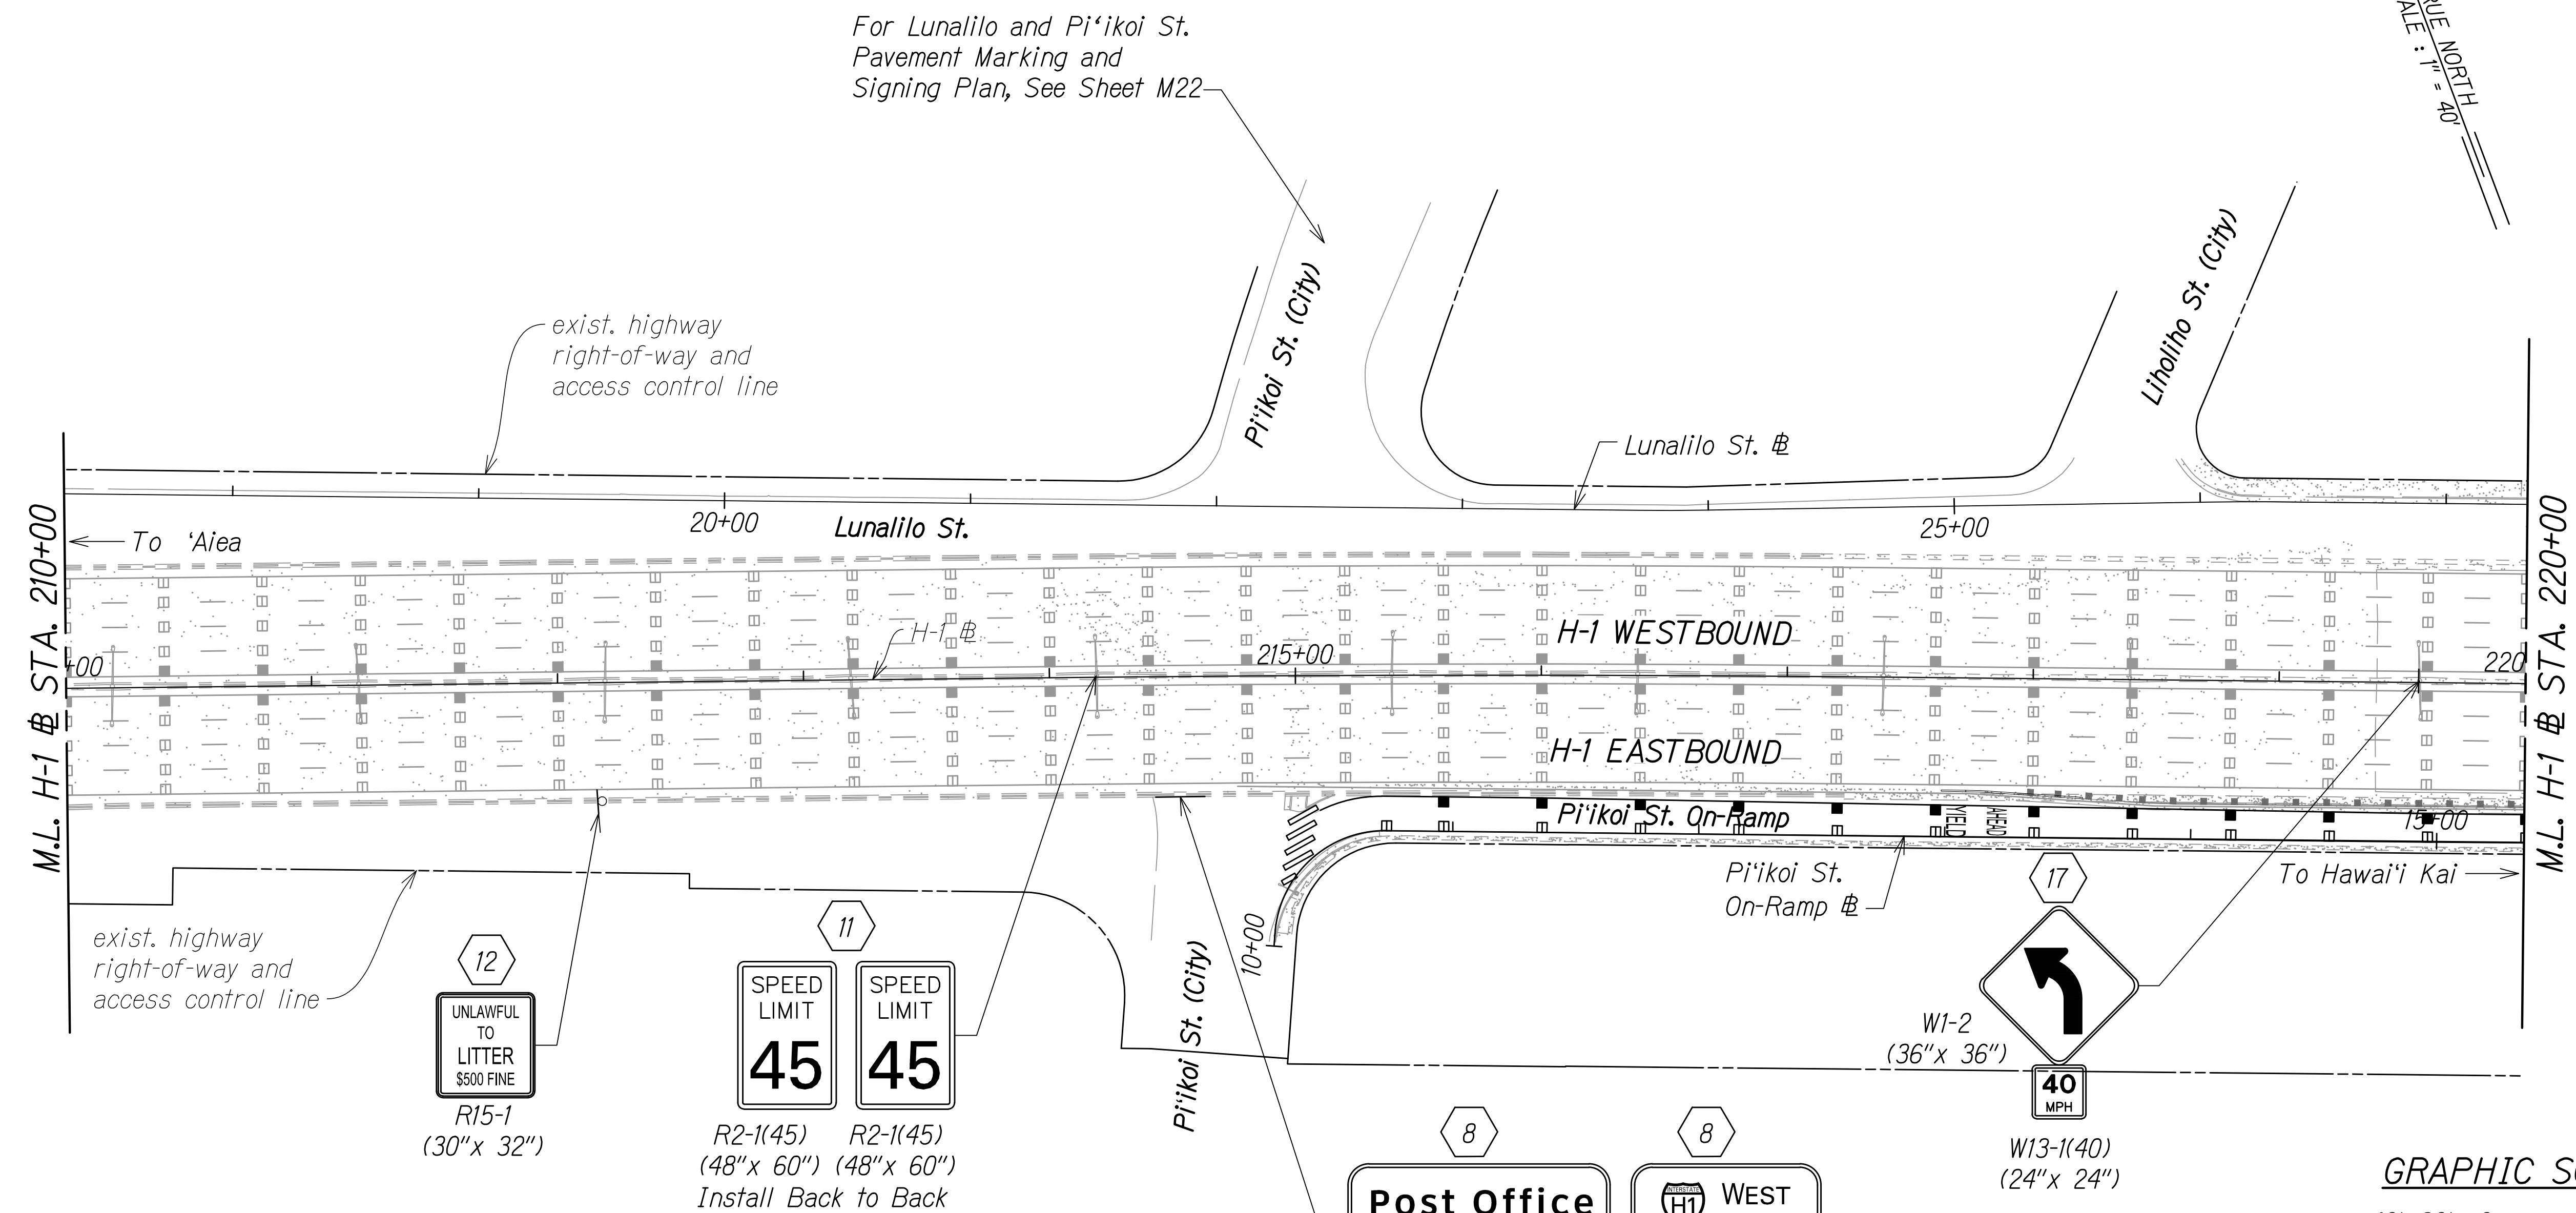 For Lunalilo and Pi‘ikoi St.
Pavement Marking and
Signing Plan, See Sheet M22
RUE NORTH
ALE : 1" = 40'
exist. highway
right-of-way and
access control line
Pi‘ikoi St. (City)
Liholiho St. (City)
Lunalilo St. ℄
20+00
Lunalilo St.
25+00
To ‘Aiea
M.L. H-1 ℄ STA. 210+00
M.L. H-1 ℄ STA. 220+00
H-1 ℄
H-1 WESTBOUND
+00
215+00
220
H-1 EASTBOUND
Pi‘ikoi St. On-Ramp
YIELD
AHEAD
15+00
Pi‘ikoi St.
On-Ramp ℄
To Hawai‘i Kai
10+00
Pi‘ikoi St. (City)
exist. highway
right-of-way and
access control line
12
UNLAWFUL
TO
LITTER
$500 FINE
R15-1
(30"x 32")
11
SPEED
LIMIT
45
SPEED
LIMIT
45
R2-1(45) R2-1(45)
(48"x 60") (48"x 60")
Install Back to Back
17
W1-2
(36"x 36")
40
MPH
W13-1(40)
(24"x 24")
8
Post Office
8
INTERSTATE
H1
WEST
GRAPHIC S